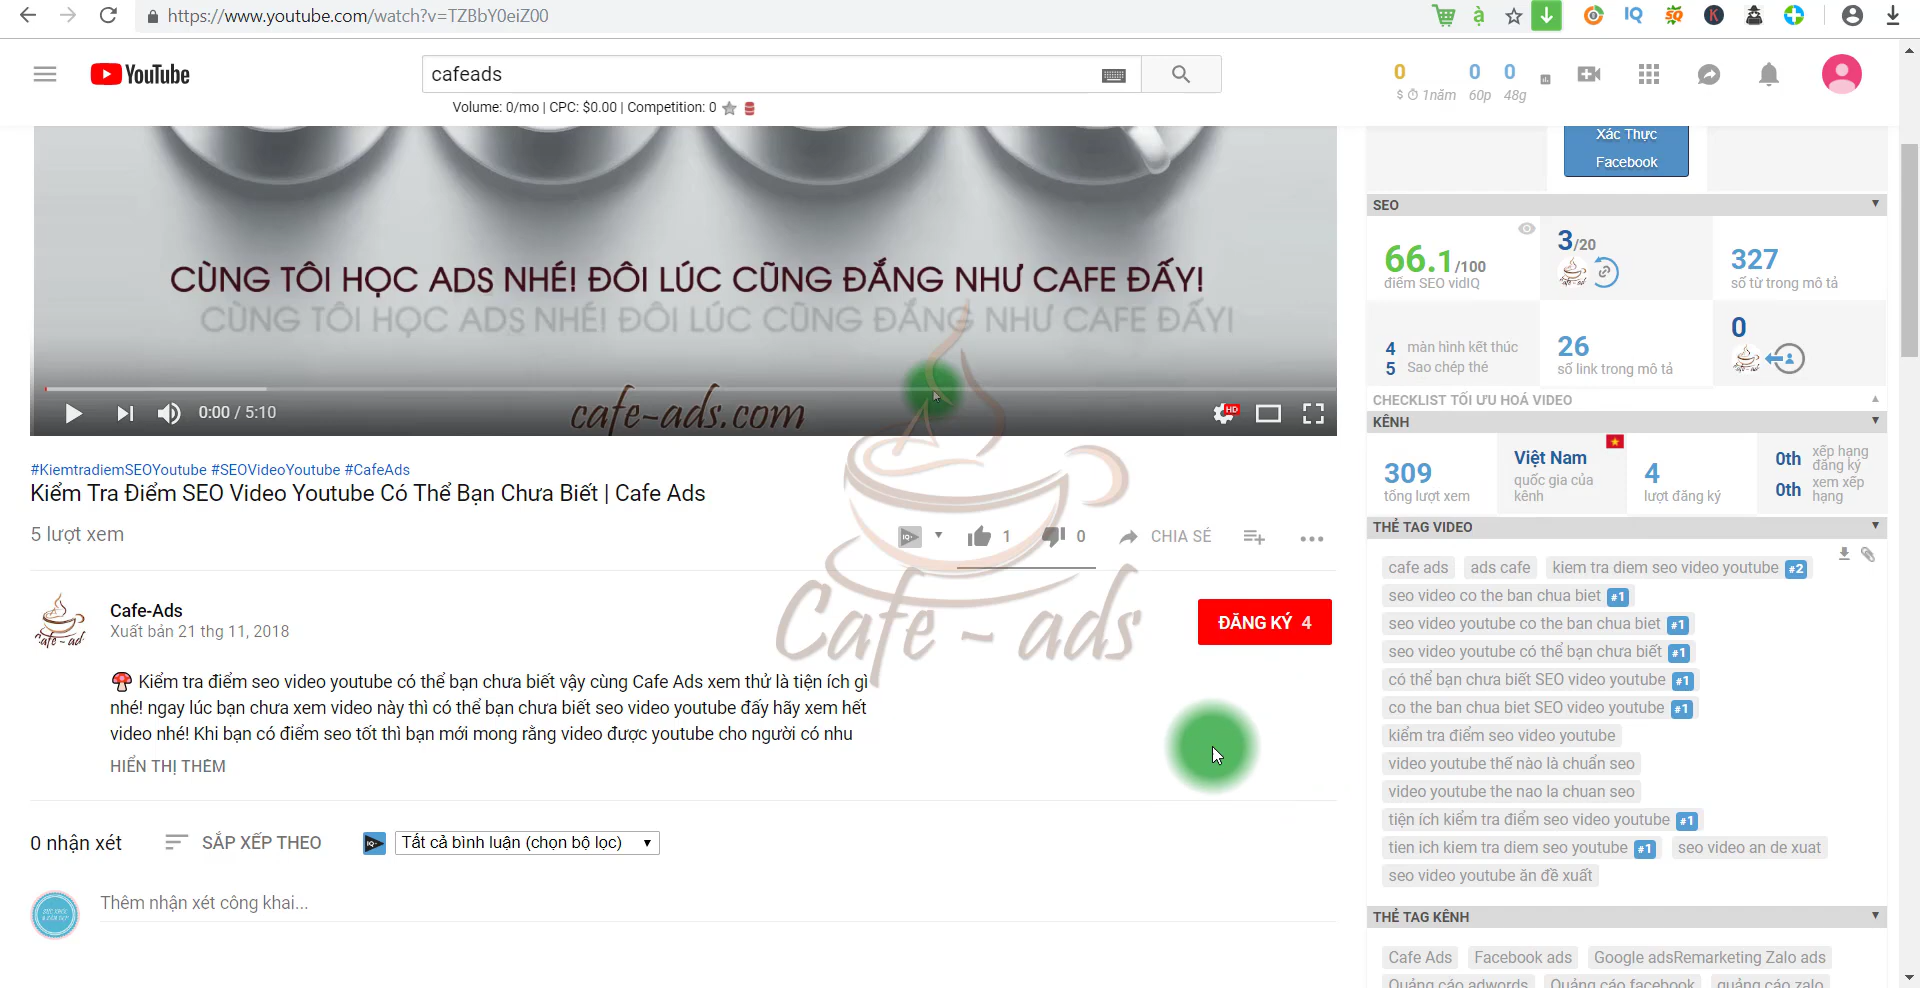 https://www.youtube.com/watch?v=TZBbY0eiZ00
YouTube
cafeads
Volume: 0/mo | CPC: $0.00 | Competition: 0
0
$ 1năm
0
60p
0
48g
CÙNG TÔI HỌC ADS NHÉ! ĐÔI LÚC CŨNG ĐẮNG NHƯ CAFE ĐẤY!
CÙNG TÔI HỌC ADS NHÉ! ĐÔI LÚC CŨNG ĐẮNG NHƯ CAFE ĐẤY!
cafe-ads.com
0:00 / 5:10
HD
#KiemtradiemSEOYoutube #SEOVideoYoutube #CafeAds
Kiểm Tra Điểm SEO Video Youtube Có Thể Bạn Chưa Biết | Cafe Ads
5 lượt xem
1
0
CHIA SẺ
Cafe-Ads
Xuất bản 21 thg 11, 2018
ĐĂNG KÝ 4
Cafe - ads
Kiểm tra điểm seo video youtube có thể bạn chưa biết vậy cùng Cafe Ads xem thử là tiện ích gì
nhé! ngay lúc bạn chưa xem video này thì có thể bạn chưa biết seo video youtube đấy hãy xem hết
video nhé! Khi bạn có điểm seo tốt thì bạn mới mong rằng video được youtube cho người có nhu
HIỂN THỊ THÊM
0 nhận xét
SẮP XẾP THEO
Tất cả bình luận (chọn bộ lọc)
Thêm nhận xét công khai...
Xác Thực
Facebook
SEO
66.1/100
điểm SEO vidIQ
3/20
327
số từ trong mô tả
4 màn hình kết thúc
5 Sao chép thẻ
26
số link trong mô tả
0
CHECKLIST TỐI ƯU HOÁ VIDEO
KÊNH
309
tổng lượt xem
Việt Nam
quốc gia của
kênh
4
lượt đăng ký
0th xếp hạng
đăng ký
0th xem xếp
hạng
THẺ TAG VIDEO
cafe ads
ads cafe
kiem tra diem seo video youtube #2
seo video co the ban chua biet #1
seo video youtube co the ban chua biet #1
seo video youtube có thể bạn chưa biết #1
có thể bạn chưa biết SEO video youtube #1
co the ban chua biet SEO video youtube #1
kiểm tra điểm seo video youtube
video youtube thế nào là chuẩn seo
video youtube the nao la chuan seo
tiện ích kiểm tra điểm seo video youtube #1
tien ich kiem tra diem seo youtube #1
seo video an de xuat
seo video youtube ăn đề xuất
THẺ TAG KÊNH
Cafe Ads
Facebook ads
Google adsRemarketing Zalo ads
Quảng cáo adwords
Quảng cáo facebook
quảng cáo zalo